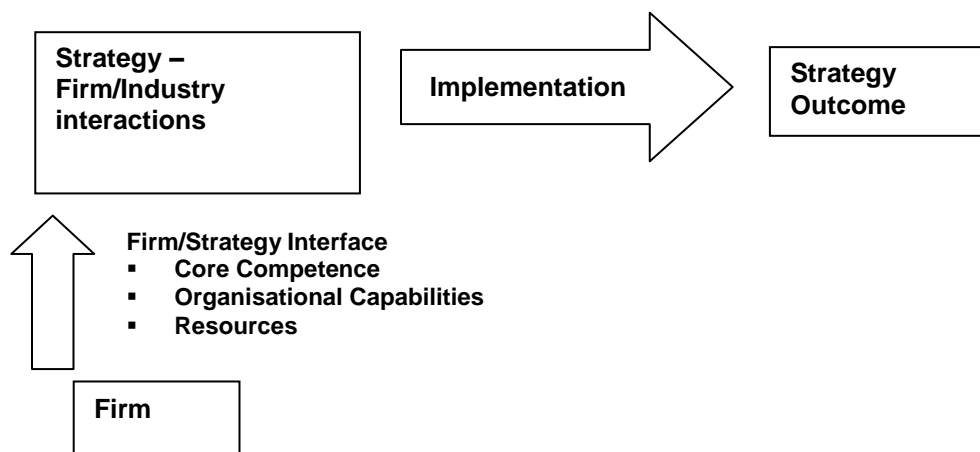 Strategy –
Firm/Industry
interactions
Implementation
Strategy
Outcome
Firm/Strategy Interface
▪ Core Competence
▪ Organisational Capabilities
▪ Resources
Firm